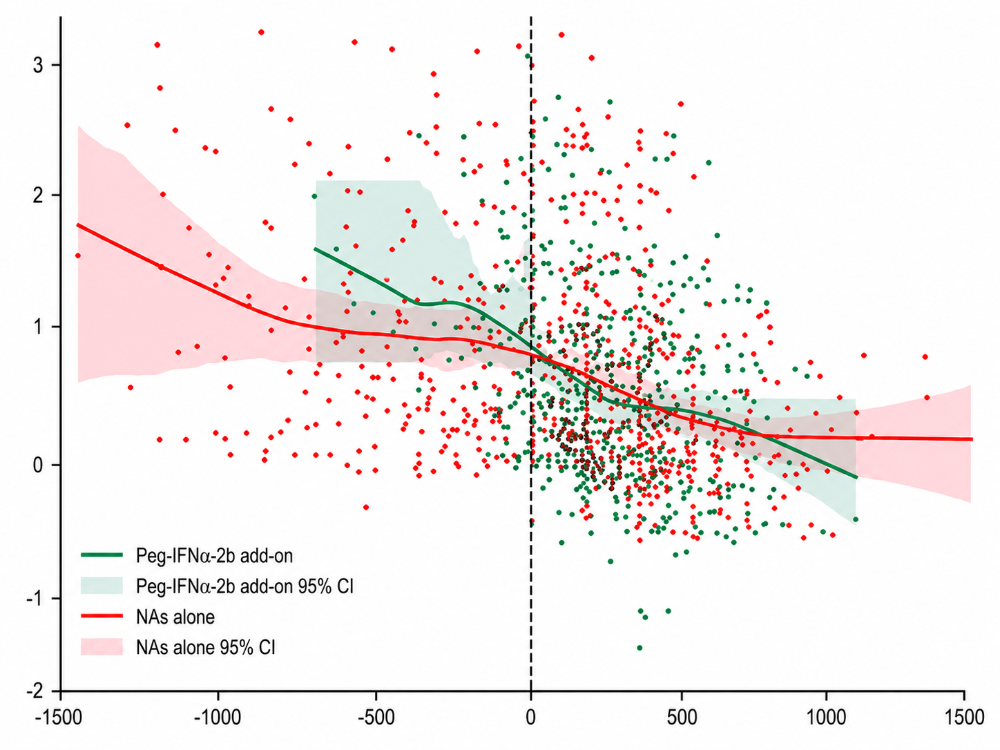 3
2
1
0
-1
-2
Peg-IFNα-2b add-on
Peg-IFNα-2b add-on 95% CI
NAs alone
NAs alone 95% CI
-1500 -1000 -500 0 500 1000 1500